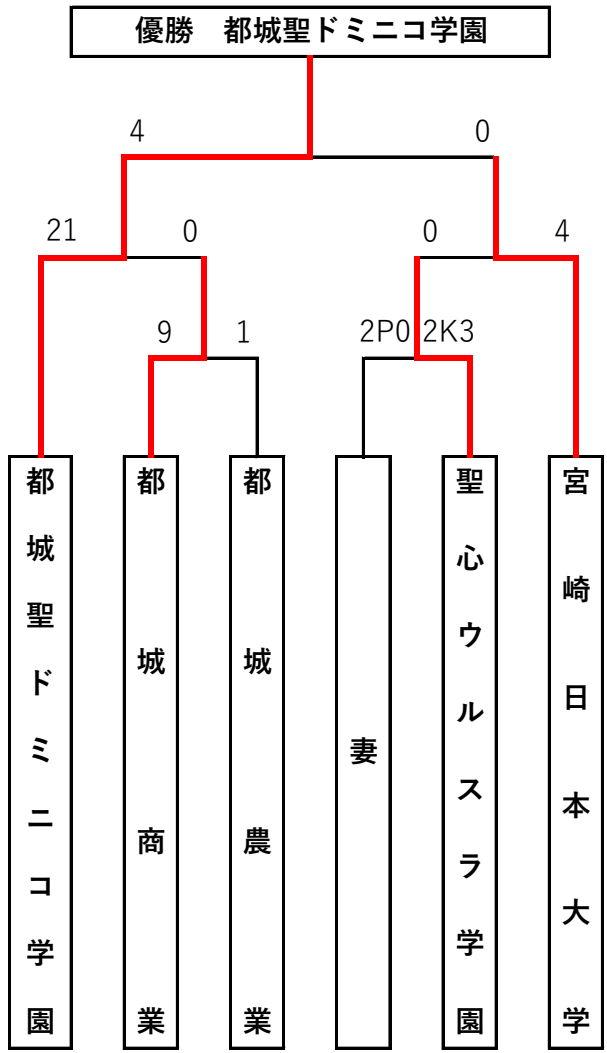 優勝　都城聖ドミニコ学園
4
0
21
0
0
4
9
1
2P0
2K3
都城聖ドミニコ学園
都城商業
都城農業
妻
聖心ウルスラ学園
宮崎日本大学